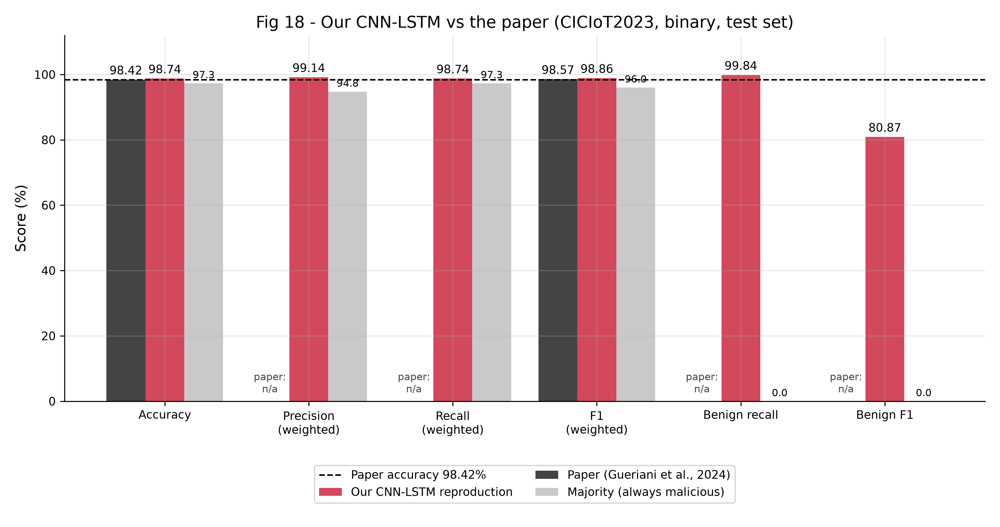 Fig 18 - Our CNN-LSTM vs the paper (CICIoT2023, binary, test set)
Score (%)
100
80
60
40
20
0
98.42 98.74 97.3
99.14 94.8
98.74 97.3
98.57 98.86 96.0
99.84
80.87
paper:
n/a
paper:
n/a
paper:
n/a
0.0
paper:
n/a
0.0
Accuracy
Precision
(weighted)
Recall
(weighted)
F1
(weighted)
Benign recall
Benign F1
Paper accuracy 98.42%
Our CNN-LSTM reproduction
Paper (Gueriani et al., 2024)
Majority (always malicious)